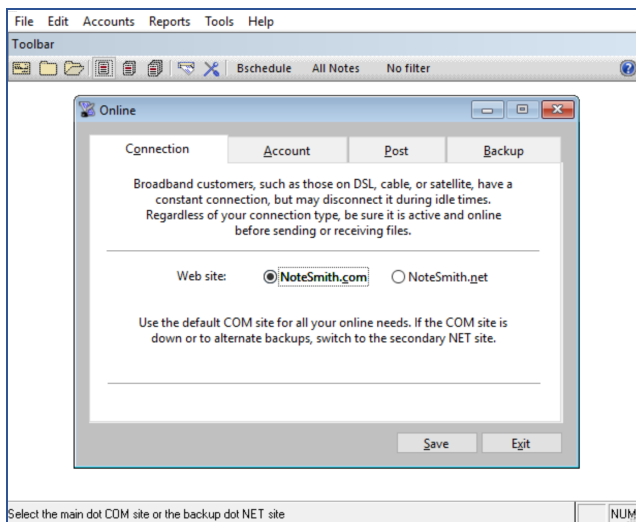 File Edit Accounts Reports Tools Help
Toolbar
Bschedule All Notes No filter
Online
Connection Account Post Backup
Broadband customers, such as those on DSL, cable, or satellite, have a
constant connection, but may disconnect it during idle times.
Regardless of your connection type, be sure it is active and online
before sending or receiving files.
Web site: NoteSmith.com NoteSmith.net
Use the default COM site for all your online needs. If the COM site is
down or to alternate backups, switch to the secondary NET site.
Save Exit
Select the main dot COM site or the backup dot NET site NUM